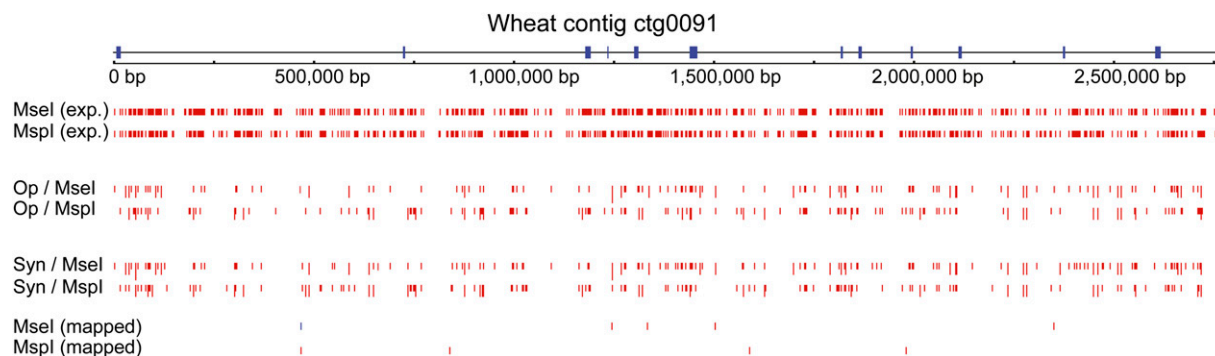 Wheat contig ctg0091
0 bp 500,000 bp 1,000,000 bp 1,500,000 bp 2,000,000 bp 2,500,000 bp
MseI (exp.)
MspI (exp.)
Op / MseI
Op / MspI
Syn / MseI
Syn / MspI
MseI (mapped)
MspI (mapped)